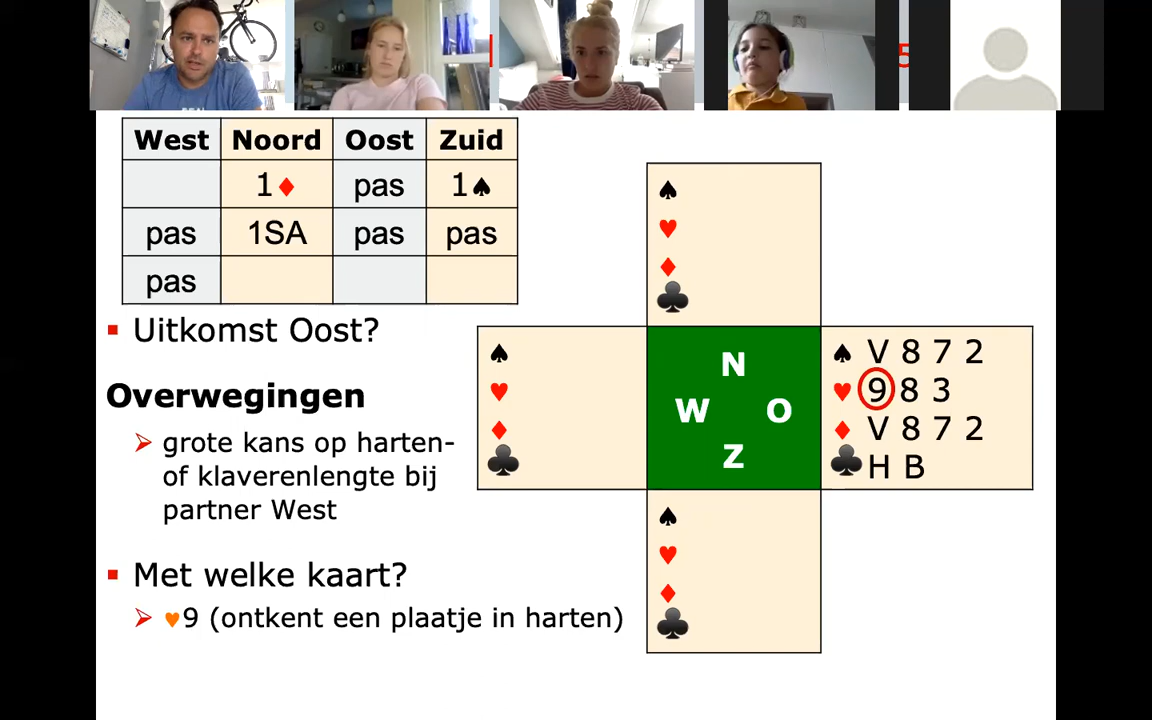 5
West Noord Oost Zuid
1♦ pas 1♠
pas 1SA pas pas
pas
▪ Uitkomst Oost?
Overwegingen
➢ grote kans op harten-
of klaverenlengte bij
partner West
▪ Met welke kaart?
➢ ♥9 (ontkent een plaatje in harten)
♠
♥
♦
♣
♠
♥
♦
♣
N
W O
Z
♠ V 8 7 2
♥ 9 8 3
♦ V 8 7 2
♣ H B
♠
♥
♦
♣